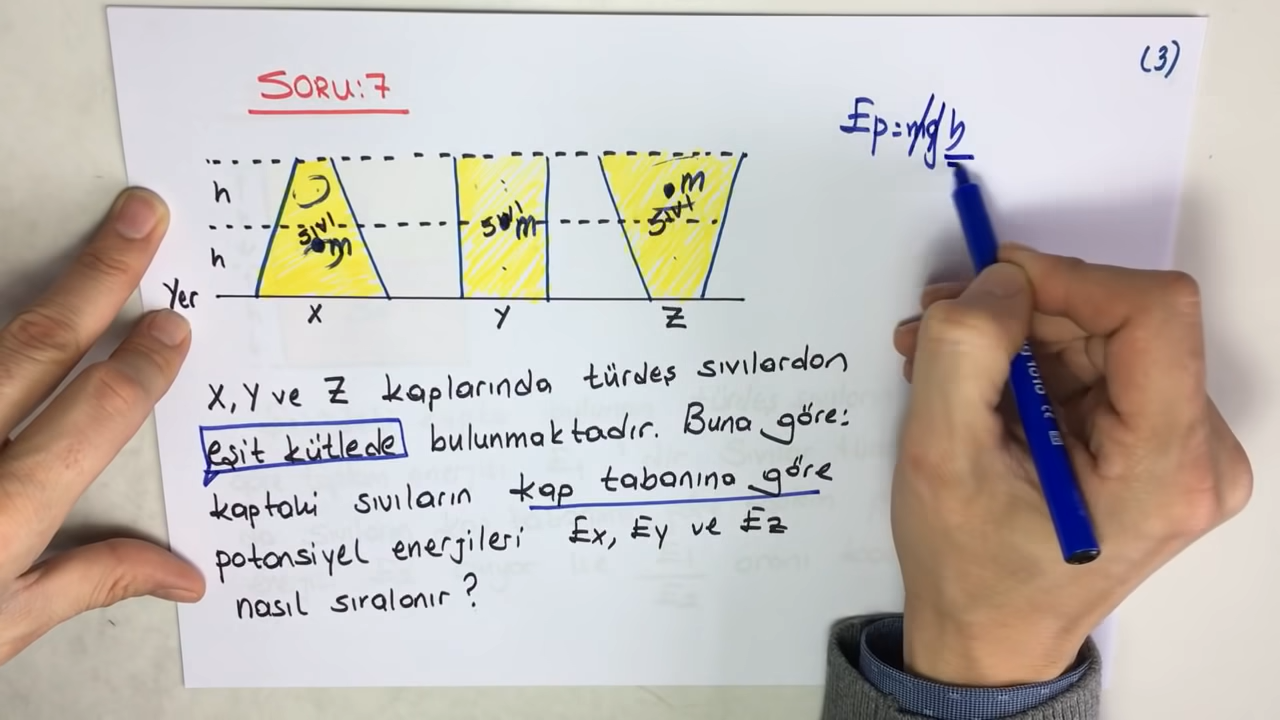 (3)
SORU:7
Ep=mgh
h
m
sıvı
sıvı m
sıvı
h
m
Yer
X
Y
Z
X, Y ve Z kaplarında türdeş sıvılardan
eşit kütlede bulunmaktadır. Buna göre:
kaptaki sıvıların kap tabanına göre
potansiyel enerjileri Ex, Ey ve Ez
nasıl sıralanır?